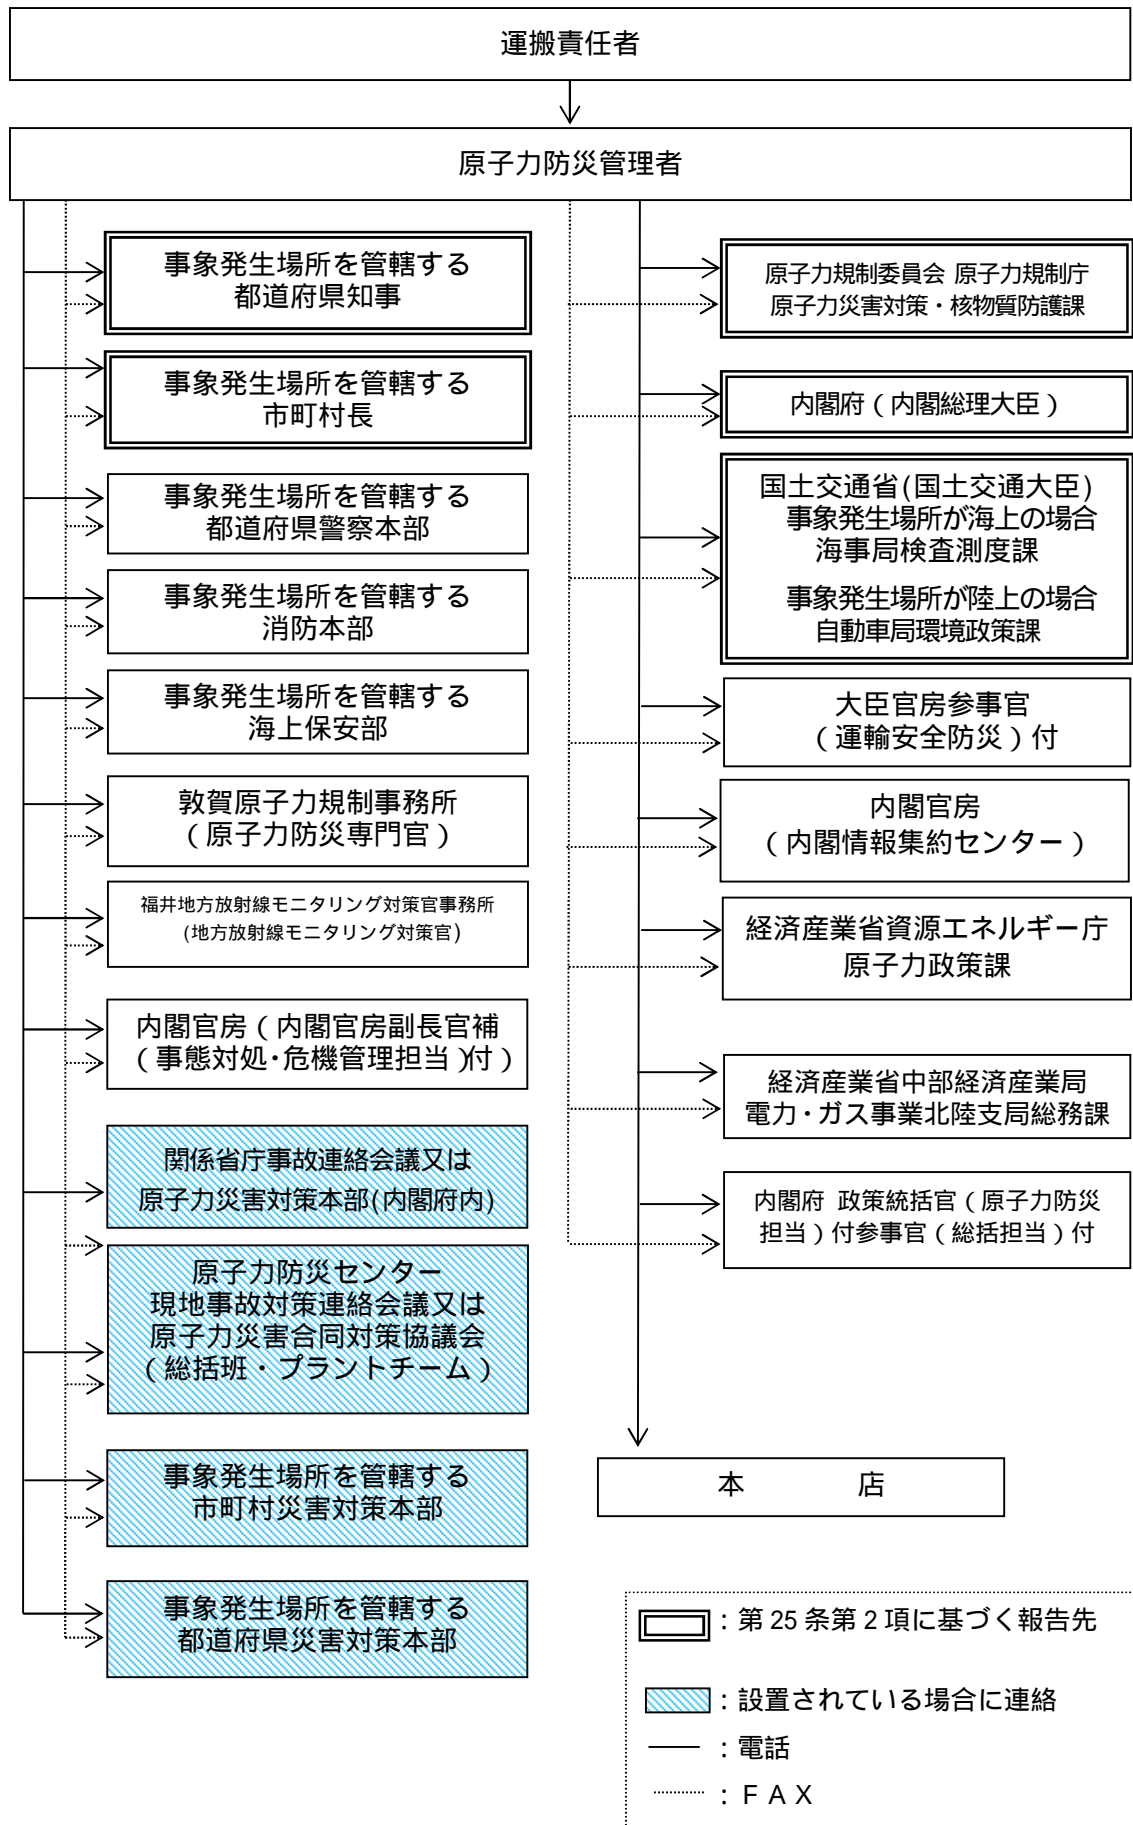 運搬責任者
原子力防災管理者
事象発生場所を管轄する
都道府県知事
事象発生場所を管轄する
市町村長
事象発生場所を管轄する
都道府県警察本部
事象発生場所を管轄する
消防本部
事象発生場所を管轄する
海上保安部
敦賀原子力規制事務所
(原子力防災専門官)
福井地方放射線モニタリング対策官事務所
(地方放射線モニタリング対策官)
内閣官房(内閣官房副長官補
(事態対処・危機管理担当)付)
関係省庁事故連絡会議又は
原子力災害対策本部(内閣府内)
原子力防災センター
現地事故対策連絡会議又は
原子力災害合同対策協議会
(総括班・プラントチーム)
事象発生場所を管轄する
市町村災害対策本部
事象発生場所を管轄する
都道府県災害対策本部
原子力規制委員会 原子力規制庁
原子力災害対策・核物質防護課
内閣府(内閣総理大臣)
国土交通省(国土交通大臣)
事象発生場所が海上の場合
海事局検査測度課
事象発生場所が陸上の場合
自動車局環境政策課
大臣官房参事官
(運輸安全防災)付
内閣官房
(内閣情報集約センター)
経済産業省資源エネルギー庁
原子力政策課
経済産業省中部経済産業局
電力・ガス事業北陸支局総務課
内閣府 政策統括官(原子力防災
担当)付参事官(総括担当)付
本 店
:第25条第2項に基づく報告先
:設置されている場合に連絡
:電話
:FAX